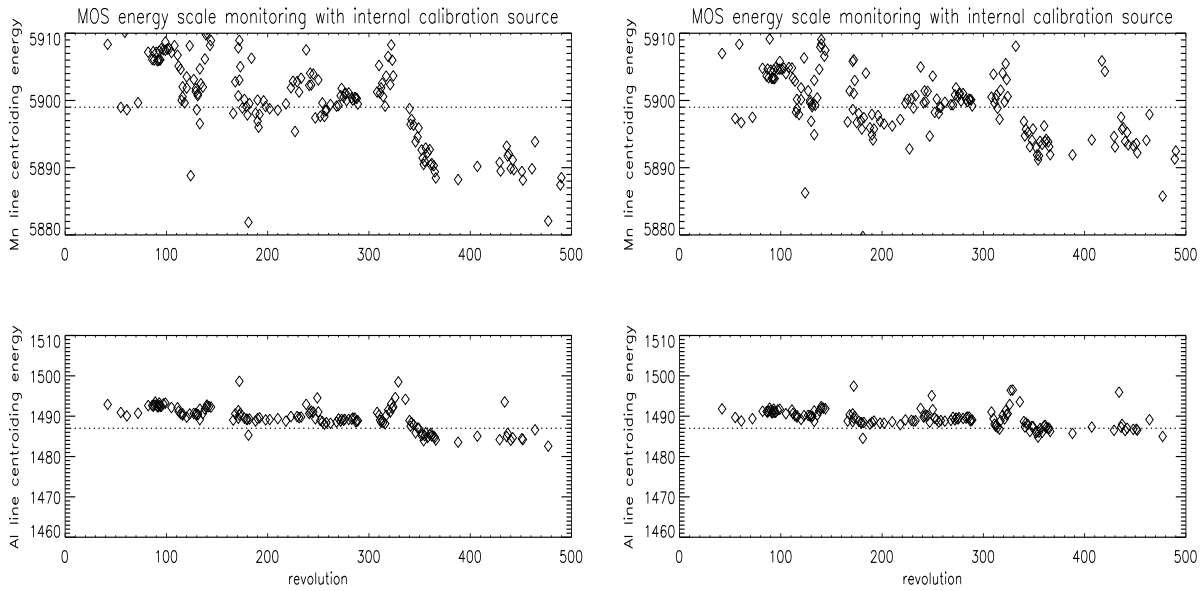 MOS energy scale monitoring with internal calibration source
Mn line centroiding energy
5910
5900
5890
5880
0 100 200 300 400 500
MOS energy scale monitoring with internal calibration source
Mn line centroiding energy
5910
5900
5890
5880
0 100 200 300 400 500
Al line centroiding energy
1510
1500
1490
1480
1470
1460
0 100 200 300 400 500
revolution
Al line centroiding energy
1510
1500
1490
1480
1470
1460
0 100 200 300 400 500
revolution